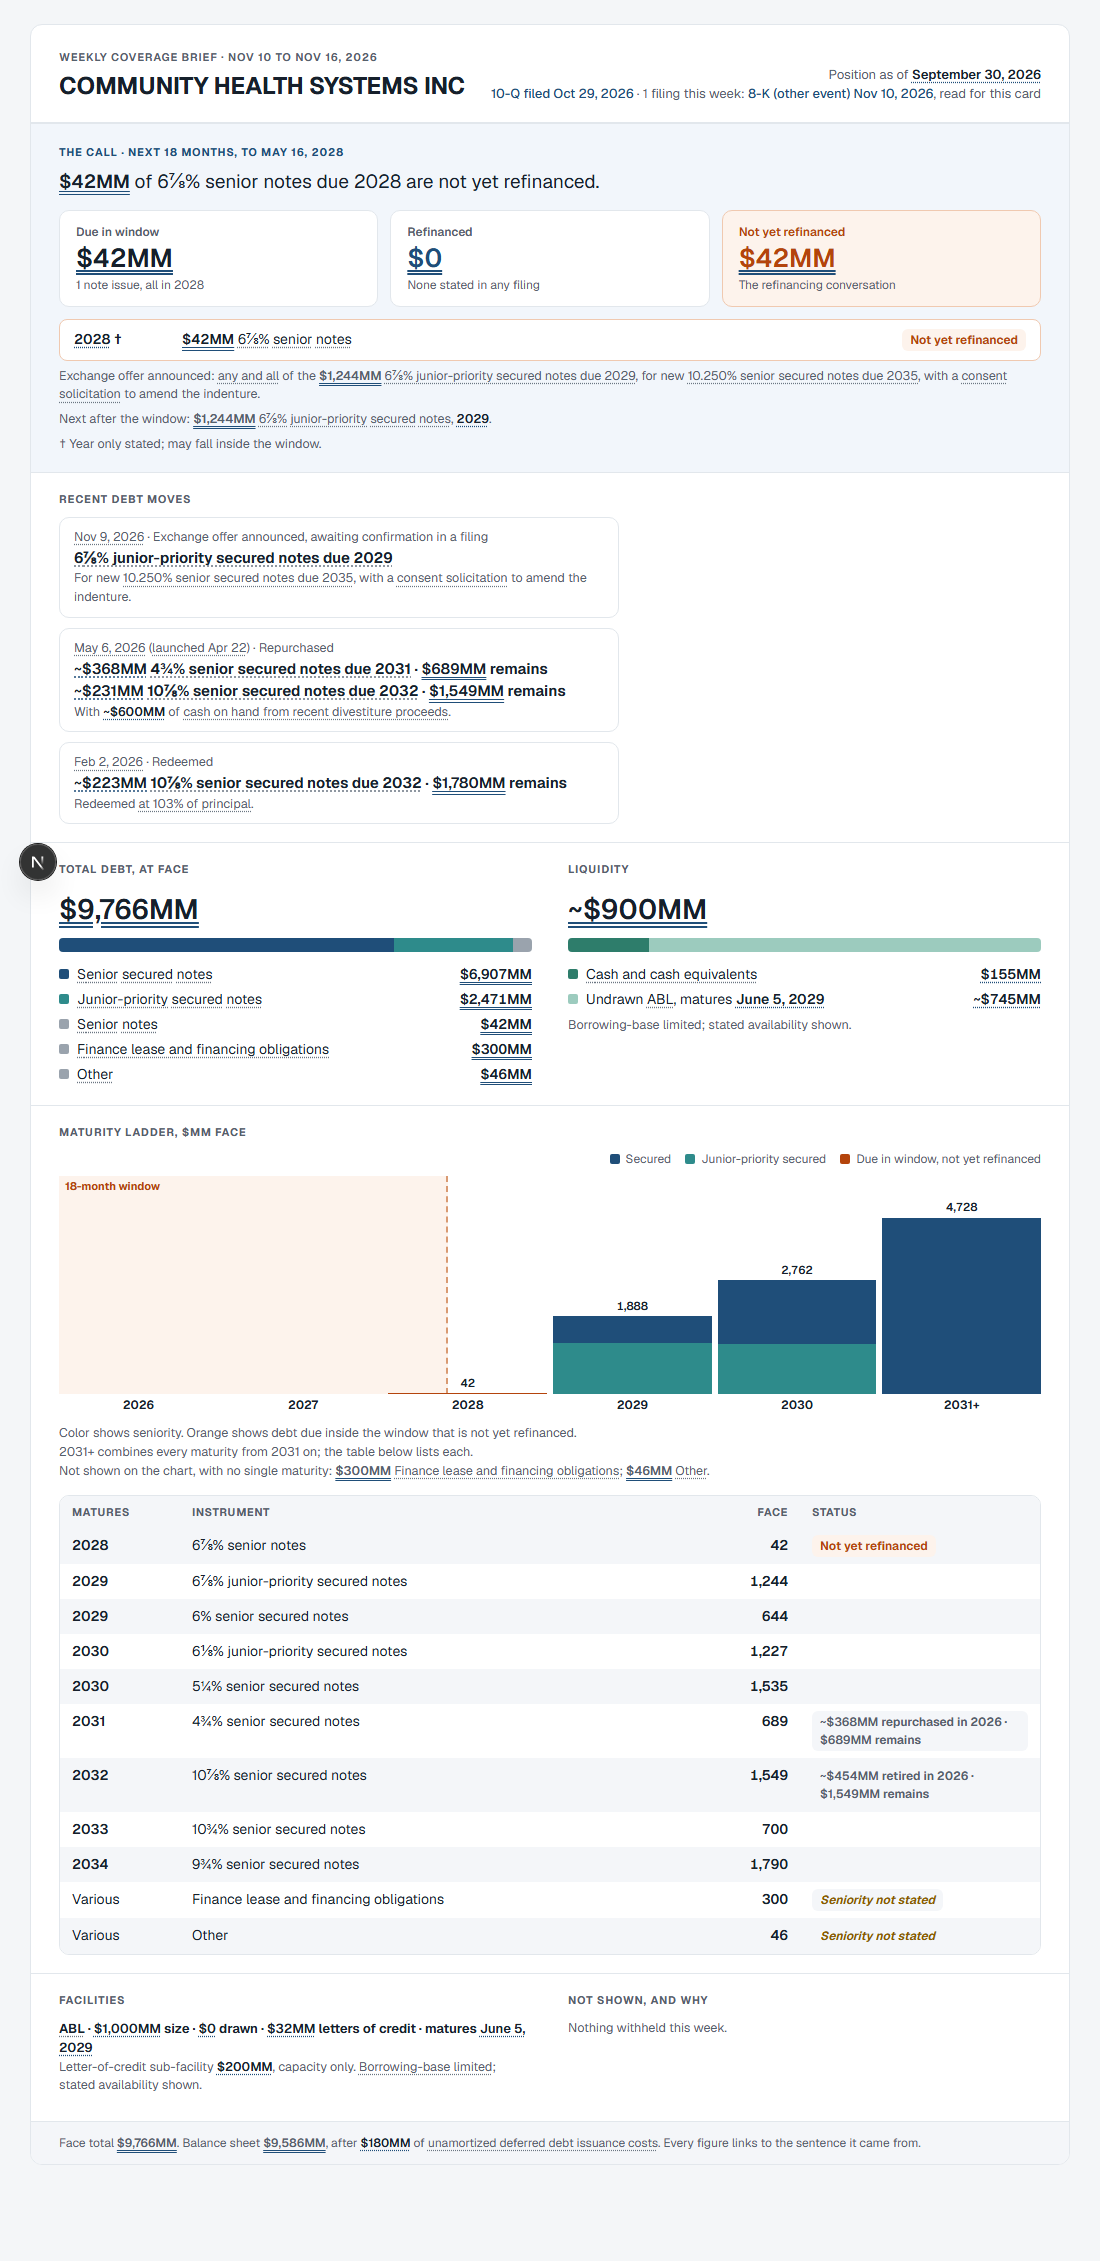 WEEKLY COVERAGE BRIEF · NOV 10 TO NOV 16, 2026
COMMUNITY HEALTH SYSTEMS INC
Position as of September 30, 2026
10-Q filed Oct 29, 2026 · 1 filing this week: 8-K (other event) Nov 10, 2026, read for this card
THE CALL · NEXT 18 MONTHS, TO MAY 16, 2028
$42MM of 6⅞% senior notes due 2028 are not yet refinanced.
Due in window
$42MM
1 note issue, all in 2028
Refinanced
$0
None stated in any filing
Not yet refinanced
$42MM
The refinancing conversation
2028 † $42MM 6⅞% senior notes Not yet refinanced
Exchange offer announced: any and all of the $1,244MM 6⅞% junior-priority secured notes due 2029, for new 10.250% senior secured notes due 2035, with a consent
solicitation to amend the indenture.
Next after the window: $1,244MM 6⅞% junior-priority secured notes, 2029.
† Year only stated; may fall inside the window.
RECENT DEBT MOVES
Nov 9, 2026 · Exchange offer announced, awaiting confirmation in a filing
6⅞% junior-priority secured notes due 2029
For new 10.250% senior secured notes due 2035, with a consent solicitation to amend the
indenture.
May 6, 2026 (launched Apr 22) · Repurchased
~$368MM 4¾% senior secured notes due 2031 · $689MM remains
~$231MM 10⅞% senior secured notes due 2032 · $1,549MM remains
With ~$600MM of cash on hand from recent divestiture proceeds.
Feb 2, 2026 · Redeemed
~$223MM 10⅞% senior secured notes due 2032 · $1,780MM remains
Redeemed at 103% of principal.
N
TOTAL DEBT, AT FACE
$9,766MM
Senior secured notes $6,907MM
Junior-priority secured notes $2,471MM
Senior notes $42MM
Finance lease and financing obligations $300MM
Other $46MM
LIQUIDITY
~$900MM
Cash and cash equivalents $155MM
Undrawn ABL, matures June 5, 2029 ~$745MM
Borrowing-base limited; stated availability shown.
MATURITY LADDER, $MM FACE
Secured Junior-priority secured Due in window, not yet refinanced
18-month window
4,728
2,762
1,888
42
2026 2027 2028 2029 2030 2031+
Color shows seniority. Orange shows debt due inside the window that is not yet refinanced.
2031+ combines every maturity from 2031 on; the table below lists each.
Not shown on the chart, with no single maturity: $300MM Finance lease and financing obligations; $46MM Other.
MATURES INSTRUMENT FACE STATUS
2028 6⅞% senior notes 42 Not yet refinanced
2029 6⅞% junior-priority secured notes 1,244
2029 6% senior secured notes 644
2030 6⅛% junior-priority secured notes 1,227
2030 5¼% senior secured notes 1,535
2031 4¾% senior secured notes 689 ~$368MM repurchased in 2026 ·
$689MM remains
2032 10⅞% senior secured notes 1,549 ~$454MM retired in 2026 ·
$1,549MM remains
2033 10¾% senior secured notes 700
2034 9¾% senior secured notes 1,790
Various Finance lease and financing obligations 300 Seniority not stated
Various Other 46 Seniority not stated
FACILITIES
ABL · $1,000MM size · $0 drawn · $32MM letters of credit · matures June 5,
2029
Letter-of-credit sub-facility $200MM, capacity only. Borrowing-base limited;
stated availability shown.
NOT SHOWN, AND WHY
Nothing withheld this week.
Face total $9,766MM. Balance sheet $9,586MM, after $180MM of unamortized deferred debt issuance costs. Every figure links to the sentence it came from.